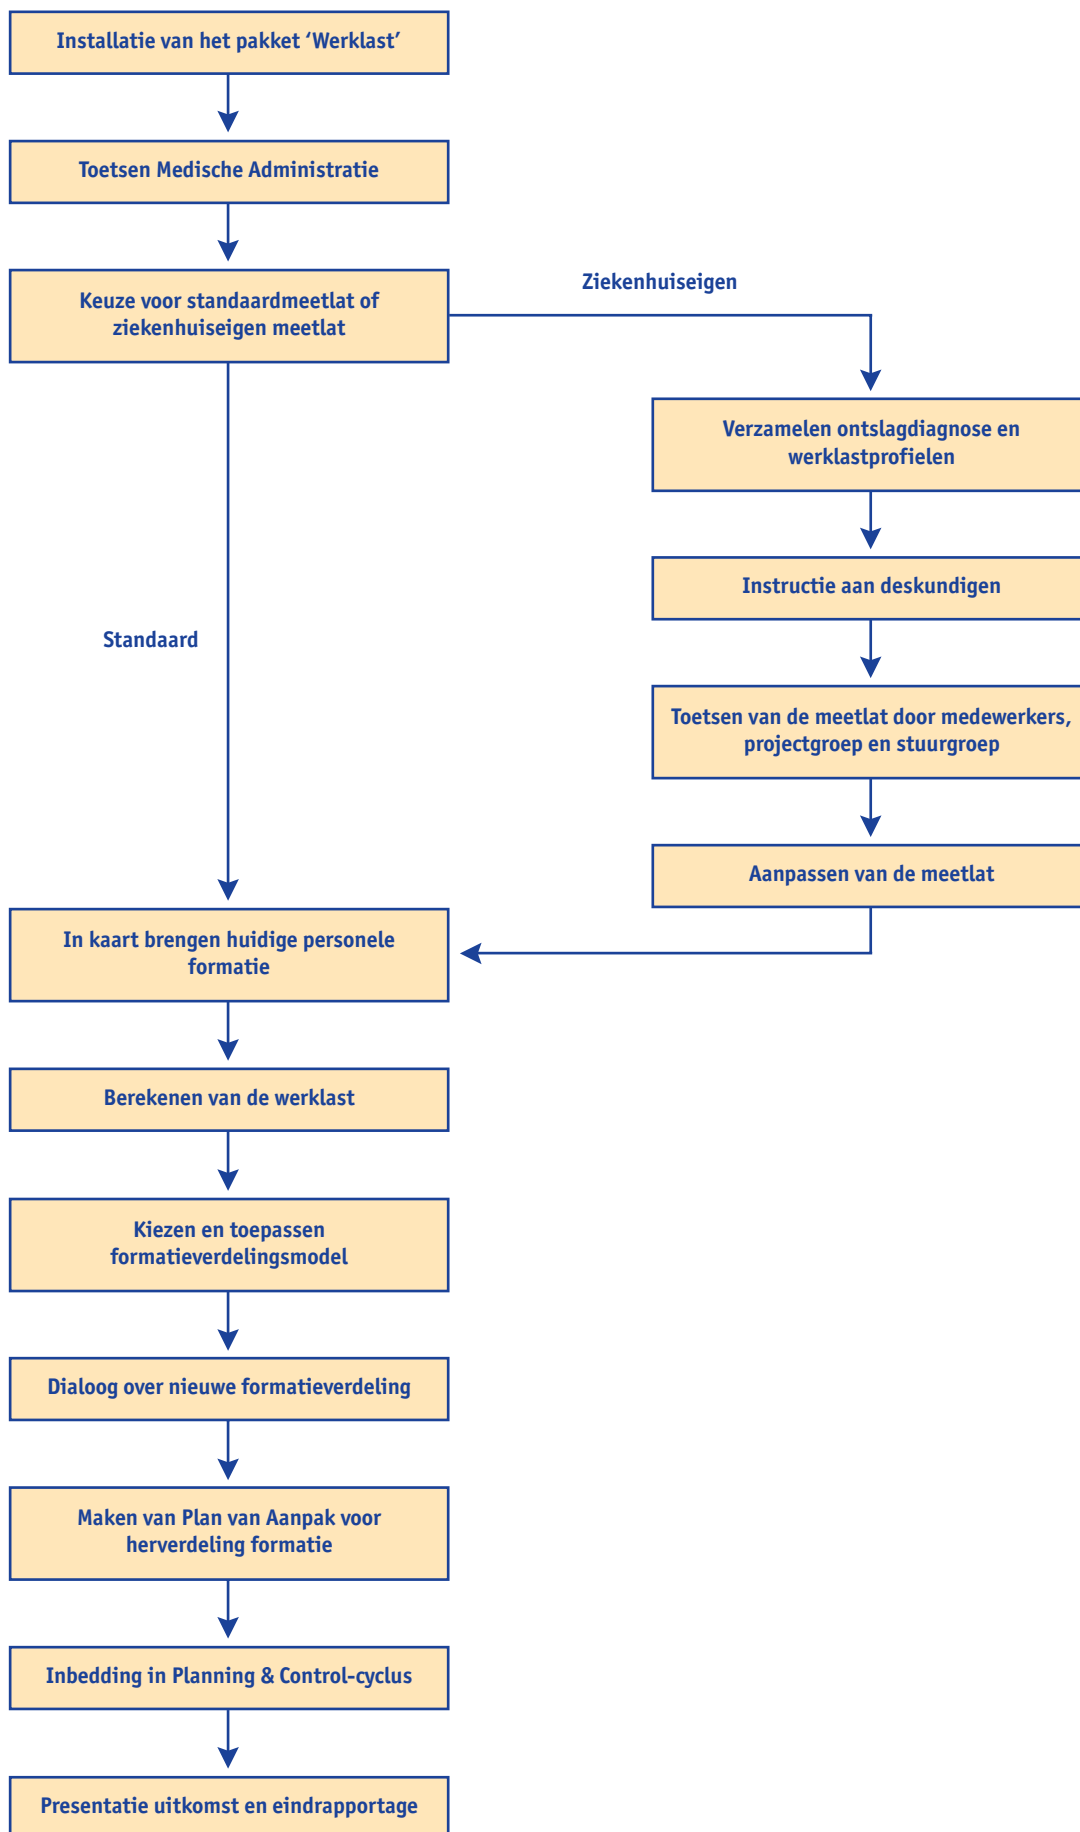 Installatie van het pakket ‘Werklast’
Toetsen Medische Administratie
Keuze voor standaardmeetlat of
ziekenhuiseigen meetlat
Ziekenhuiseigen
Verzamelen ontslagdiagnose en
werklastprofielen
Instructie aan deskundigen
Standaard
Toetsen van de meetlat door medewerkers,
projectgroep en stuurgroep
Aanpassen van de meetlat
In kaart brengen huidige personele
formatie
Berekenen van de werklast
Kiezen en toepassen
formatieverdelingsmodel
Dialoog over nieuwe formatieverdeling
Maken van Plan van Aanpak voor
herverdeling formatie
Inbedding in Planning & Control-cyclus
Presentatie uitkomst en eindrapportage